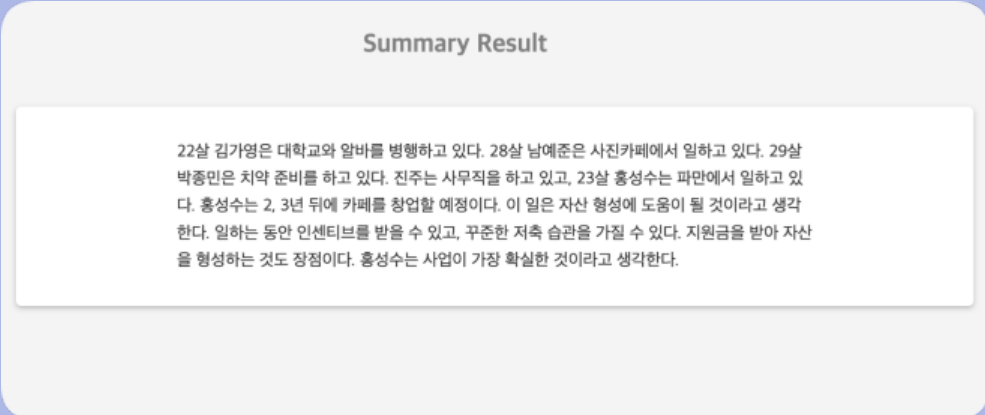 Summary Result
22살 김가영은 대학교와 알바를 병행하고 있다. 28살 남예준은 사진카페에서 일하고 있다. 29살
박종민은 치약 준비를 하고 있다. 진주는 사무직을 하고 있고, 23살 홍성수는 파만에서 일하고 있
다. 홍성수는 2, 3년 뒤에 카페를 창업할 예정이다. 이 일은 자산 형성에 도움이 될 것이라고 생각
한다. 일하는 동안 인센티브를 받을 수 있고, 꾸준한 저축 습관을 가질 수 있다. 지원금을 받아 자산
을 형성하는 것도 장점이다. 홍성수는 사업이 가장 확실한 것이라고 생각한다.